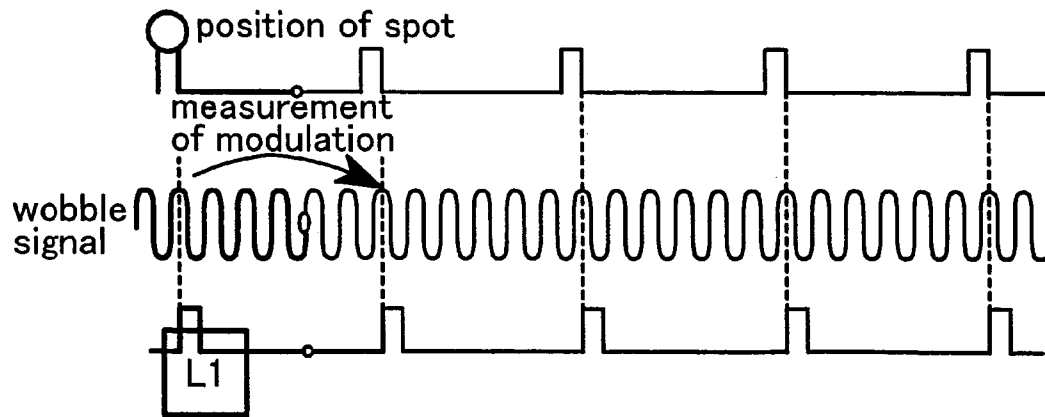 position of spot
measurement
of modulation
wobble
signal
L1